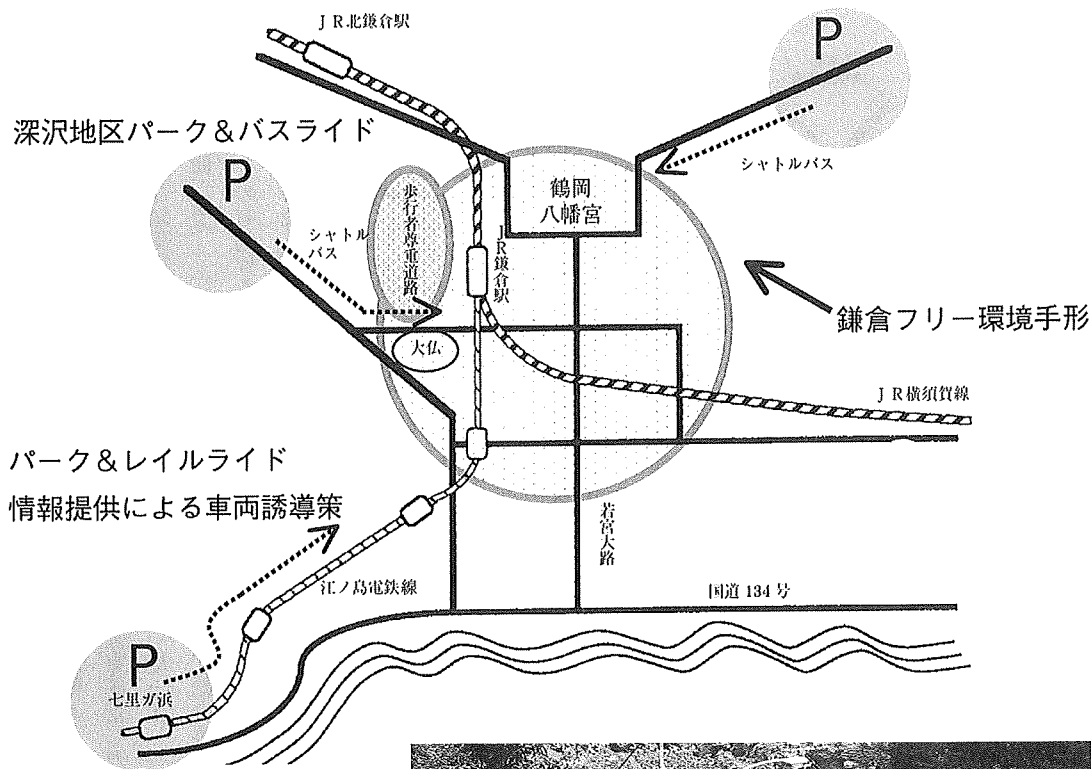 JR北鎌倉駅
P
深沢地区パーク&バスライド
シャトルバス
P
鶴岡
八幡宮
歩行者尊重道路
シャトル
バス
JR鎌倉駅
鎌倉フリー環境手形
大仏
JR横須賀線
パーク&レイルライド
情報提供による車両誘導策
若宮大路
江ノ島電鉄線
国道134号
P
七里ガ浜